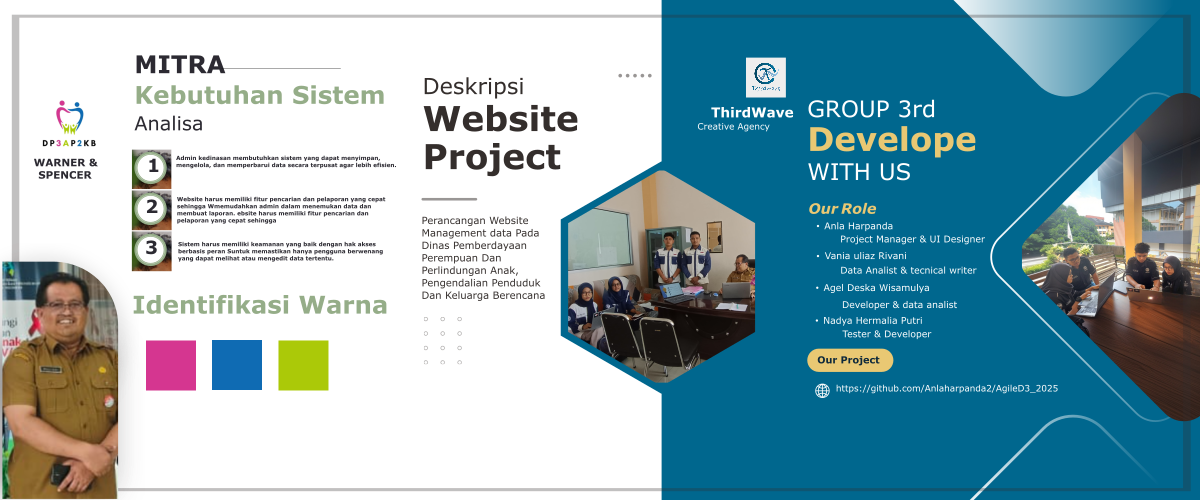 DP3AP2KB
WARNER &
SPENCER
MITRA
Kebutuhan Sistem
Analisa
1
Admin kedinasan membutuhkan sistem yang dapat menyimpan,
mengelola, dan memperbarui data secara terpusat agar lebih efisien.
2
Website harus memiliki fitur pencarian dan pelaporan yang cepat
sehingga Wmemudahkan admin dalam menemukan data dan
membuat laporan. ebsite harus memiliki fitur pencarian dan
pelaporan yang cepat sehingga
3
Sistem harus memiliki keamanan yang baik dengan hak akses
berbasis peran Suntuk memastikan hanya pengguna berwenang
yang dapat melihat atau mengedit data tertentu.
Identifikasi Warna
Deskripsi
Website
Project
Perancangan Website
Management data Pada
Dinas Pemberdayaan
Perempuan Dan
Perlindungan Anak,
Pengendalian Penduduk
Dan Keluarga Berencana
ThirdWave
Creative Agency
GROUP 3rd
Develope
WITH US
Our Role
• Anla Harpanda
Project Manager & UI Designer
• Vania uliaz Rivani
Data Analist & tecnical writer
• Agel Deska Wisamulya
Developer & data analist
• Nadya Hermalia Putri
Tester & Developer
Our Project
https://github.com/Anlaharpanda2/AgileD3_2025